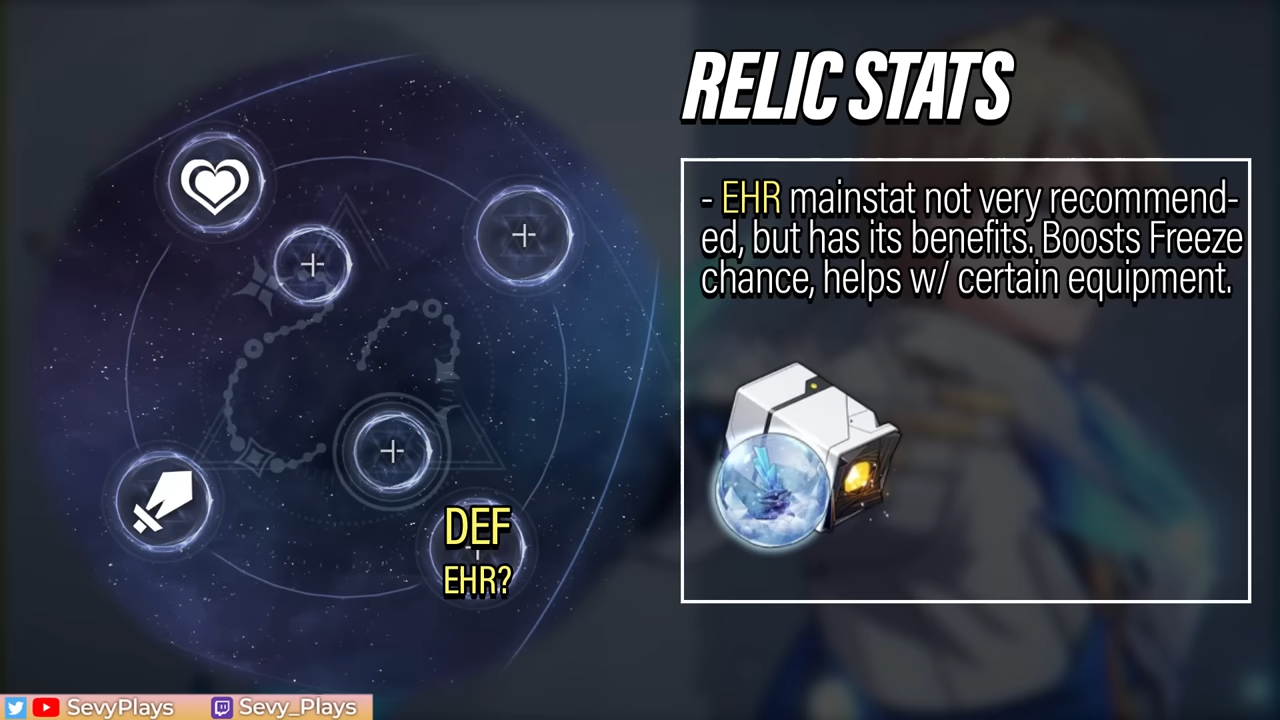 RELIC STATS
- EHR mainstat not very recommend-
ed, but has its benefits. Boosts Freeze
chance, helps w/ certain equipment.
DEF
EHR?
SevyPlays
Sevy_Plays